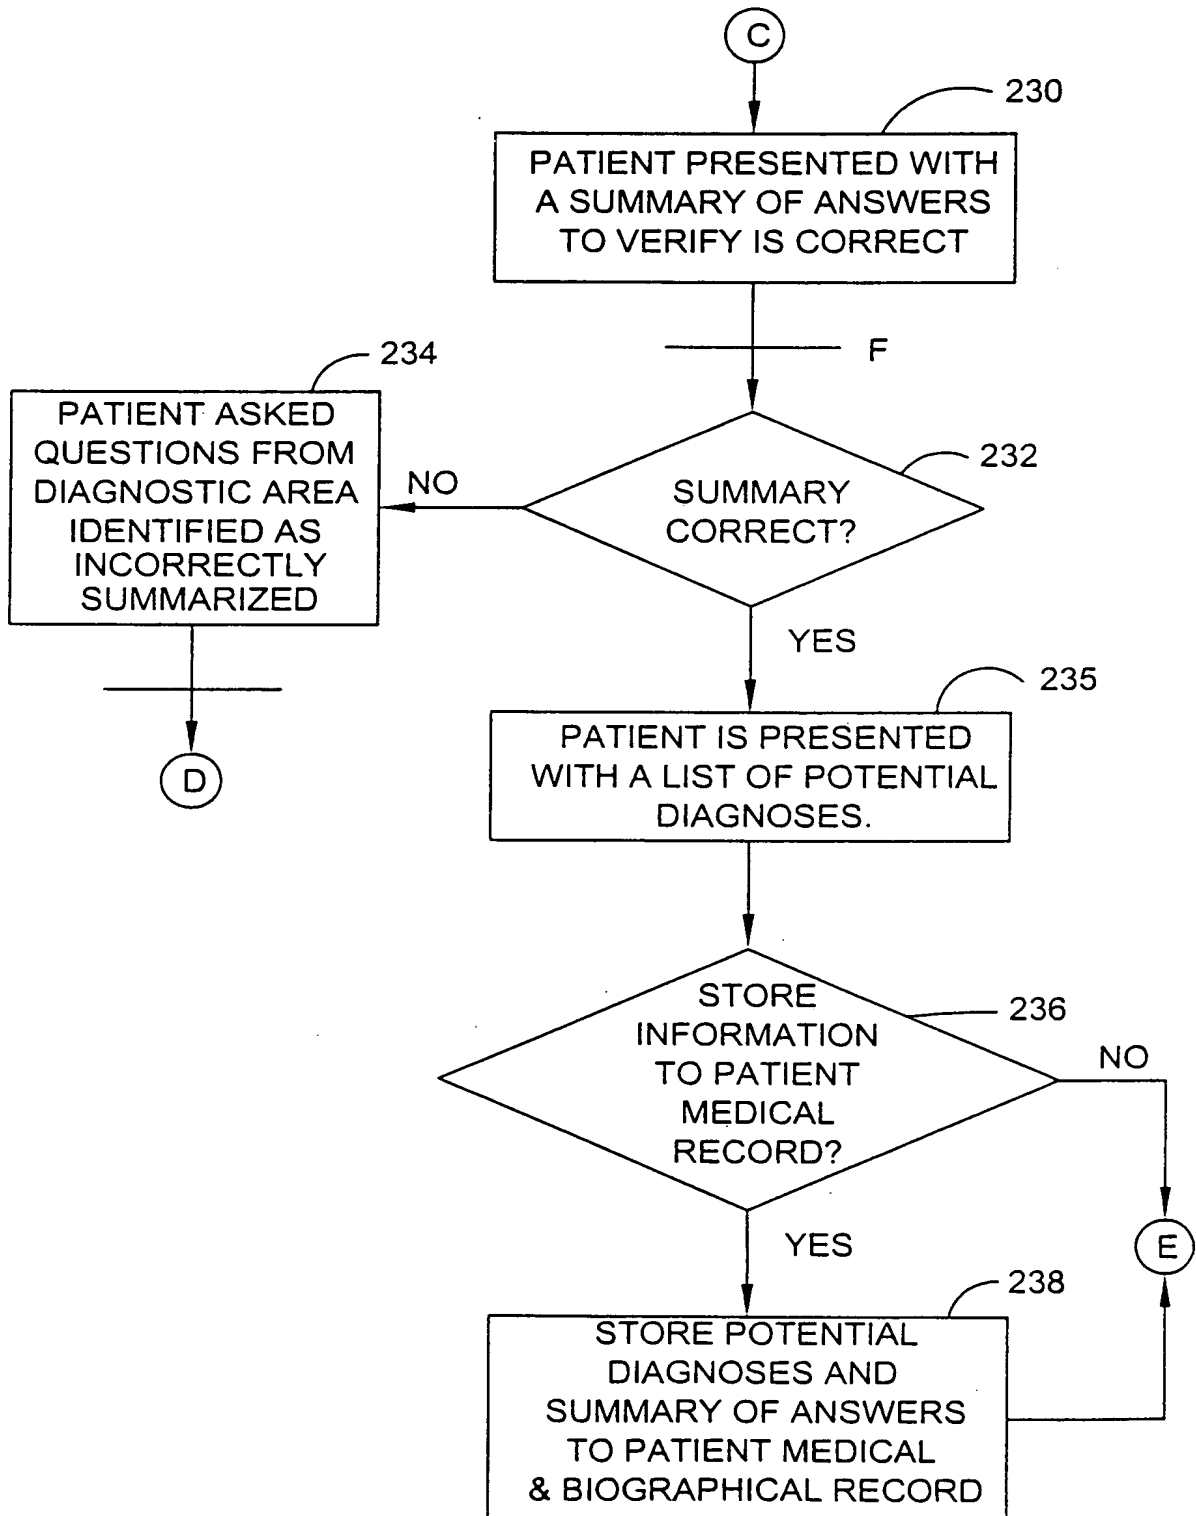 C
230
PATIENT PRESENTED WITH
A SUMMARY OF ANSWERS
TO VERIFY IS CORRECT
F
234
PATIENT ASKED
QUESTIONS FROM
DIAGNOSTIC AREA
IDENTIFIED AS
INCORRECTLY
SUMMARIZED
NO
232
SUMMARY
CORRECT?
YES
D
235
PATIENT IS PRESENTED
WITH A LIST OF POTENTIAL
DIAGNOSES.
236
STORE
INFORMATION
TO PATIENT
MEDICAL
RECORD?
NO
YES
E
238
STORE POTENTIAL
DIAGNOSES AND
SUMMARY OF ANSWERS
TO PATIENT MEDICAL
& BIOGRAPHICAL RECORD